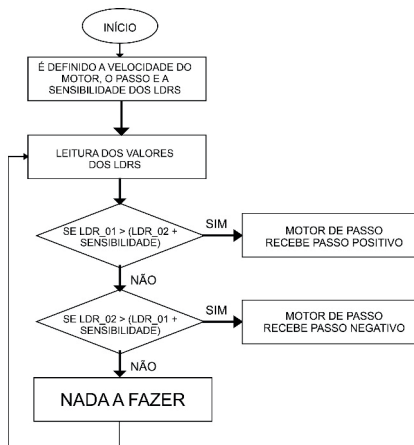 INÍCIO
É DEFINIDO A VELOCIDADE DO
MOTOR, O PASSO E A
SENSIBILIDADE DOS LDRS
LEITURA DOS VALORES
DOS LDRS
SE LDR_01 > (LDR_02 +
SENSIBILIDADE)
SIM
MOTOR DE PASSO
RECEBE PASSO POSITIVO
NÃO
SE LDR_02 > (LDR_01 +
SENSIBILIDADE)
SIM
MOTOR DE PASSO
RECEBE PASSO NEGATIVO
NÃO
NADA A FAZER